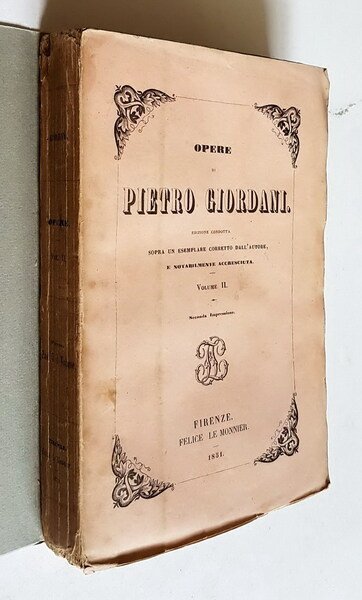 OPERE
DI
PIETRO GIORDANI.
EDIZIONE CONDOTTA
SOPRA UN ESEMPLARE CORRETTO DALL'AUTORE,
E NOTABILMENTE ACCRESCIUTA.
VOLUME II.
Seconda Impressione.
FIRENZE.
FELICE LE MONNIER.
1851.
OPERE